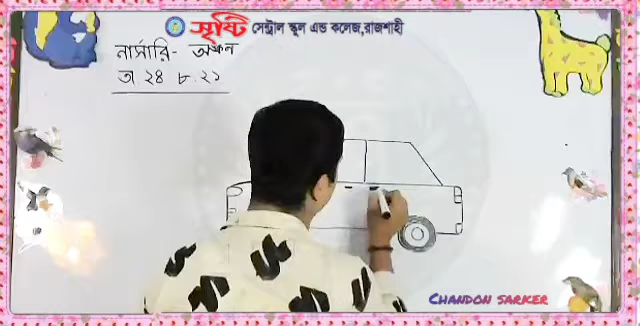 সৃষ্টি সেন্ট্রাল স্কুল এন্ড কলেজ,রাজশাহী
নার্সারি- অঙ্কন
তাং ২৪ ৮.২১
CHANDON SARKER